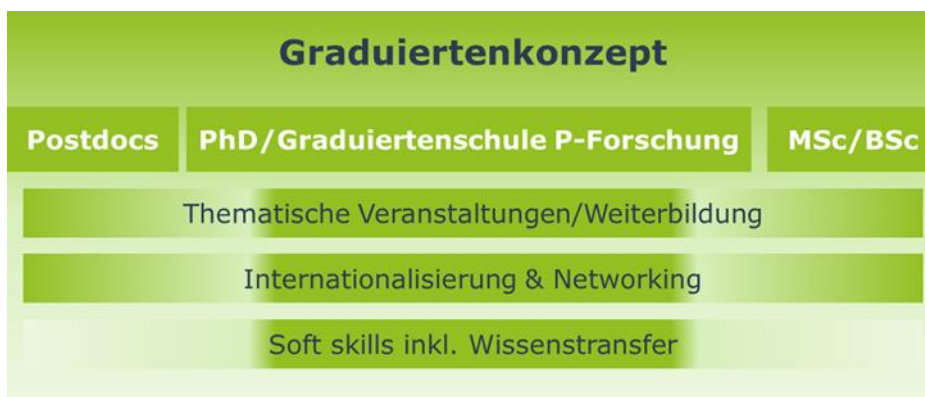 Graduiertenkonzept
Postdocs PhD/Graduiertenschule P-Forschung MSc/BSc
Thematische Veranstaltungen/Weiterbildung
Internationalisierung & Networking
Soft skills inkl. Wissenstransfer